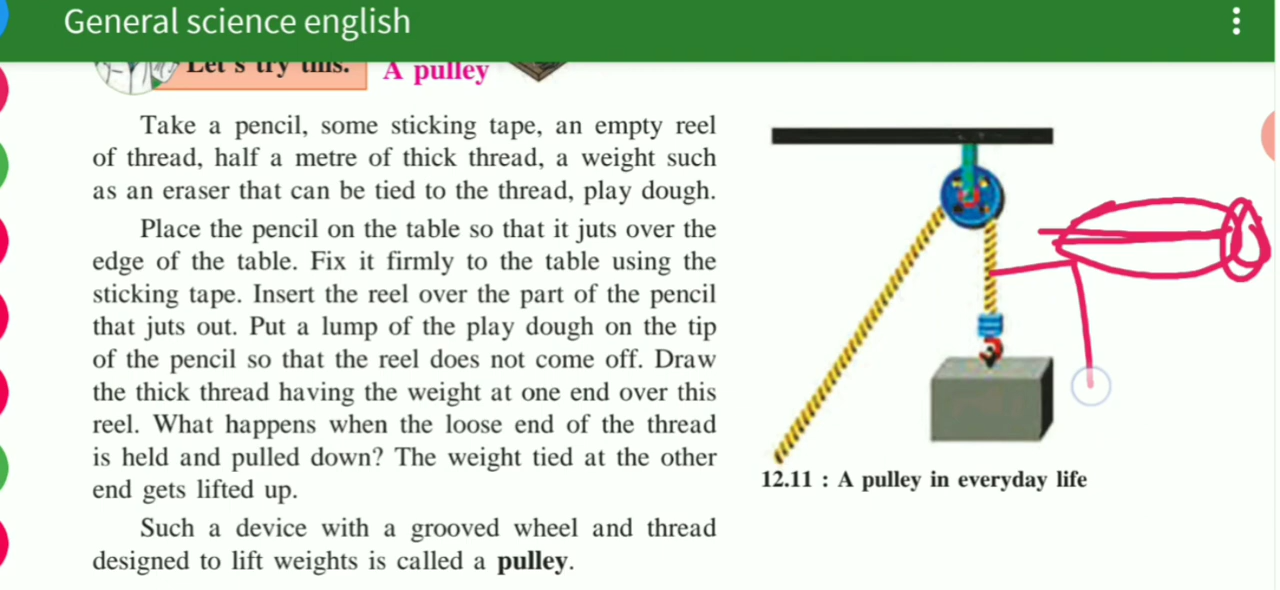 General science english
Let's try this.
A pulley
Take a pencil, some sticking tape, an empty reel
of thread, half a metre of thick thread, a weight such
as an eraser that can be tied to the thread, play dough.
Place the pencil on the table so that it juts over the
edge of the table. Fix it firmly to the table using the
sticking tape. Insert the reel over the part of the pencil
that juts out. Put a lump of the play dough on the tip
of the pencil so that the reel does not come off. Draw
the thick thread having the weight at one end over this
reel. What happens when the loose end of the thread
is held and pulled down? The weight tied at the other
end gets lifted up.
Such a device with a grooved wheel and thread
designed to lift weights is called a pulley.
12.11 : A pulley in everyday life